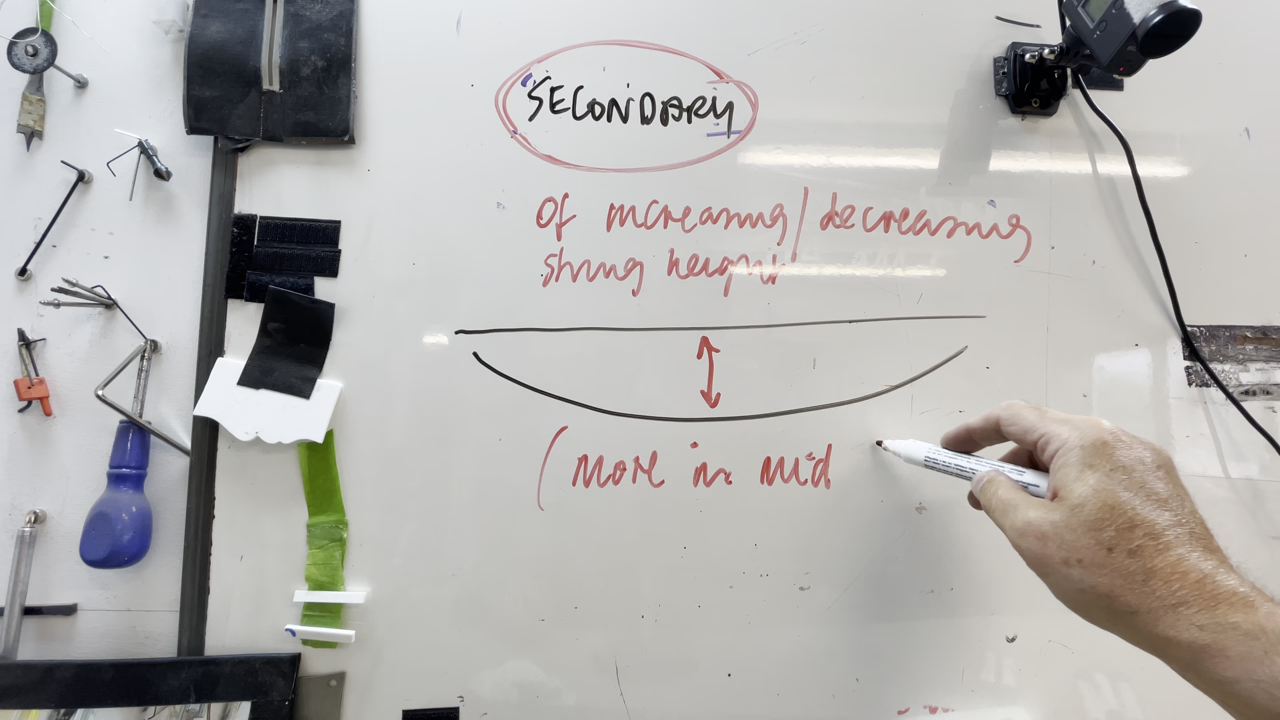 SECONDARY
Of increasing/decreasing
string height
(More in mid